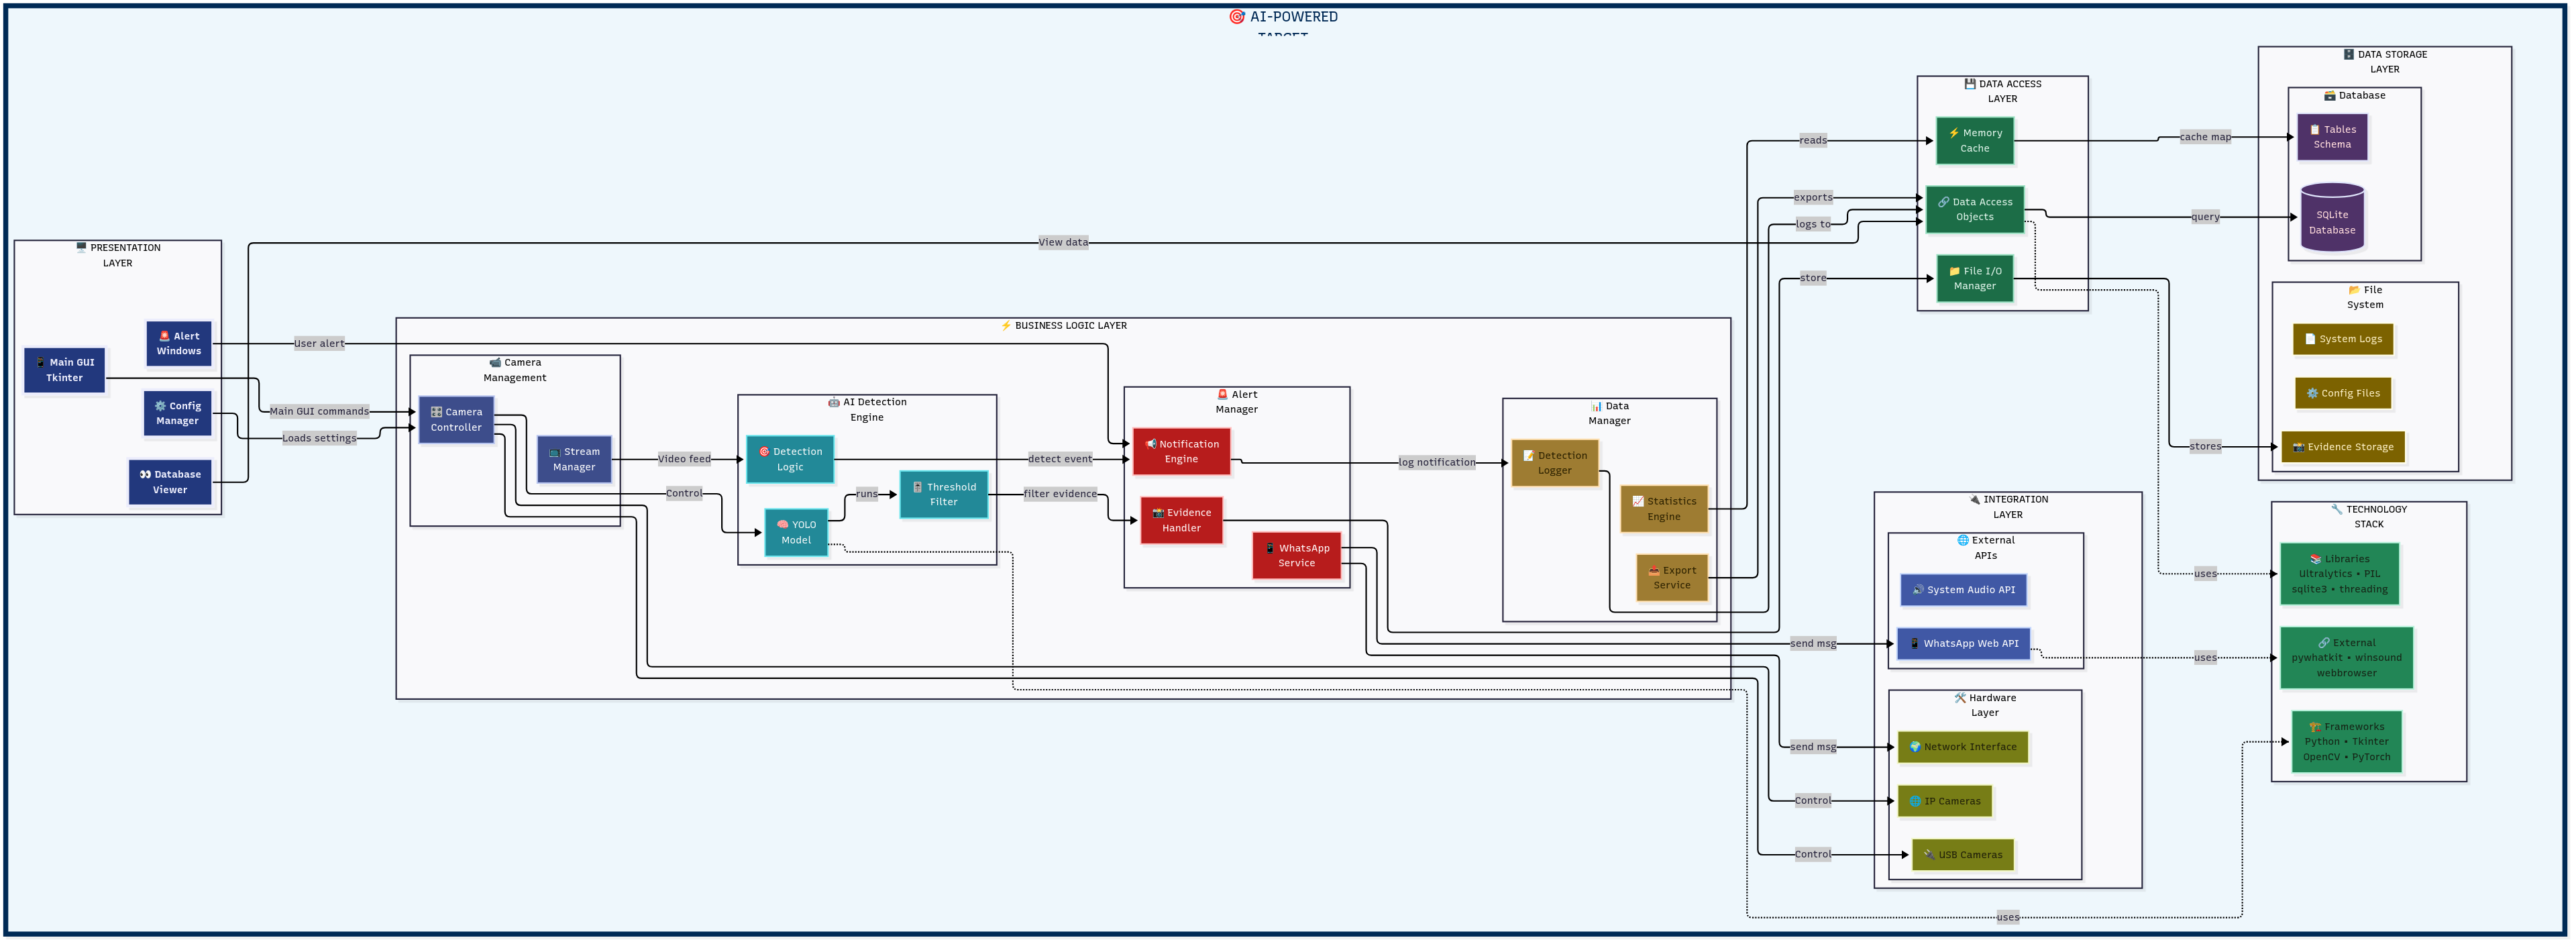 🎯 AI-POWERED
TARGET
🖥️ PRESENTATION
LAYER
🚨 Alert
Windows
📱 Main GUI
Tkinter
⚙️ Config
Manager
👀 Database
Viewer
View data
User alert
Main GUI commands
Loads settings
⚡ BUSINESS LOGIC LAYER
📹 Camera
Management
🎛️ Camera
Controller
📺 Stream
Manager
Video feed
Control
🤖 AI Detection
Engine
🎯 Detection
Logic
🧠 YOLO
Model
runs
🎚️ Threshold
Filter
detect event
filter evidence
🚨 Alert
Manager
📢 Notification
Engine
📸 Evidence
Handler
📱 WhatsApp
Service
log notification
📊 Data
Manager
📝 Detection
Logger
📈 Statistics
Engine
📤 Export
Service
reads
exports
logs to
store
send msg
send msg
Control
Control
💾 DATA ACCESS
LAYER
⚡ Memory
Cache
🔗 Data Access
Objects
📁 File I/O
Manager
🔌 INTEGRATION
LAYER
🌐 External
APIs
🔊 System Audio API
📱 WhatsApp Web API
🛠️ Hardware
Layer
🌍 Network Interface
🌐 IP Cameras
🔌 USB Cameras
cache map
query
stores
uses
uses
uses
🗄️ DATA STORAGE
LAYER
🗃️ Database
📋 Tables
Schema
SQLite
Database
📂 File
System
📄 System Logs
⚙️ Config Files
📸 Evidence Storage
🔧 TECHNOLOGY
STACK
📚 Libraries
Ultralytics • PIL
sqlite3 • threading
🔗 External
pywhatkit • winsound
webbrowser
🏗️ Frameworks
Python • Tkinter
OpenCV • PyTorch